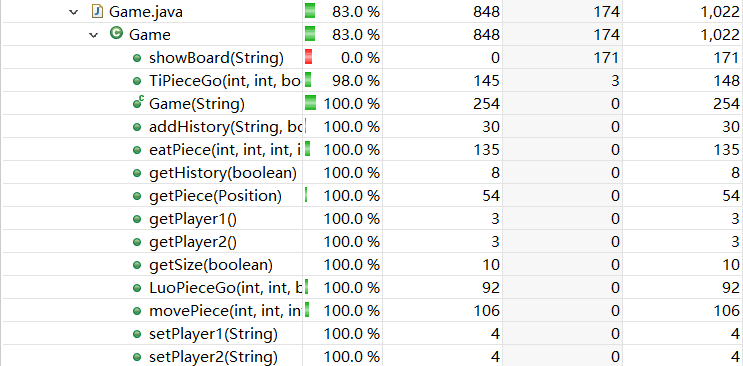 Game.java 83.0 % 848 174 1,022
Game 83.0 % 848 174 1,022
showBoard(String) 0.0 % 0 171 171
TiPieceGo(int, int, bo 98.0 % 145 3 148
Game(String) 100.0 % 254 0 254
addHistory(String, bo 100.0 % 30 0 30
eatPiece(int, int, int, i 100.0 % 135 0 135
getHistory(boolean) 100.0 % 8 0 8
getPiece(Position) 100.0 % 54 0 54
getPlayer1() 100.0 % 3 0 3
getPlayer2() 100.0 % 3 0 3
getSize(boolean) 100.0 % 10 0 10
LuoPieceGo(int, int, b 100.0 % 92 0 92
movePiece(int, int, in 100.0 % 106 0 106
setPlayer1(String) 100.0 % 4 0 4
setPlayer2(String) 100.0 % 4 0 4